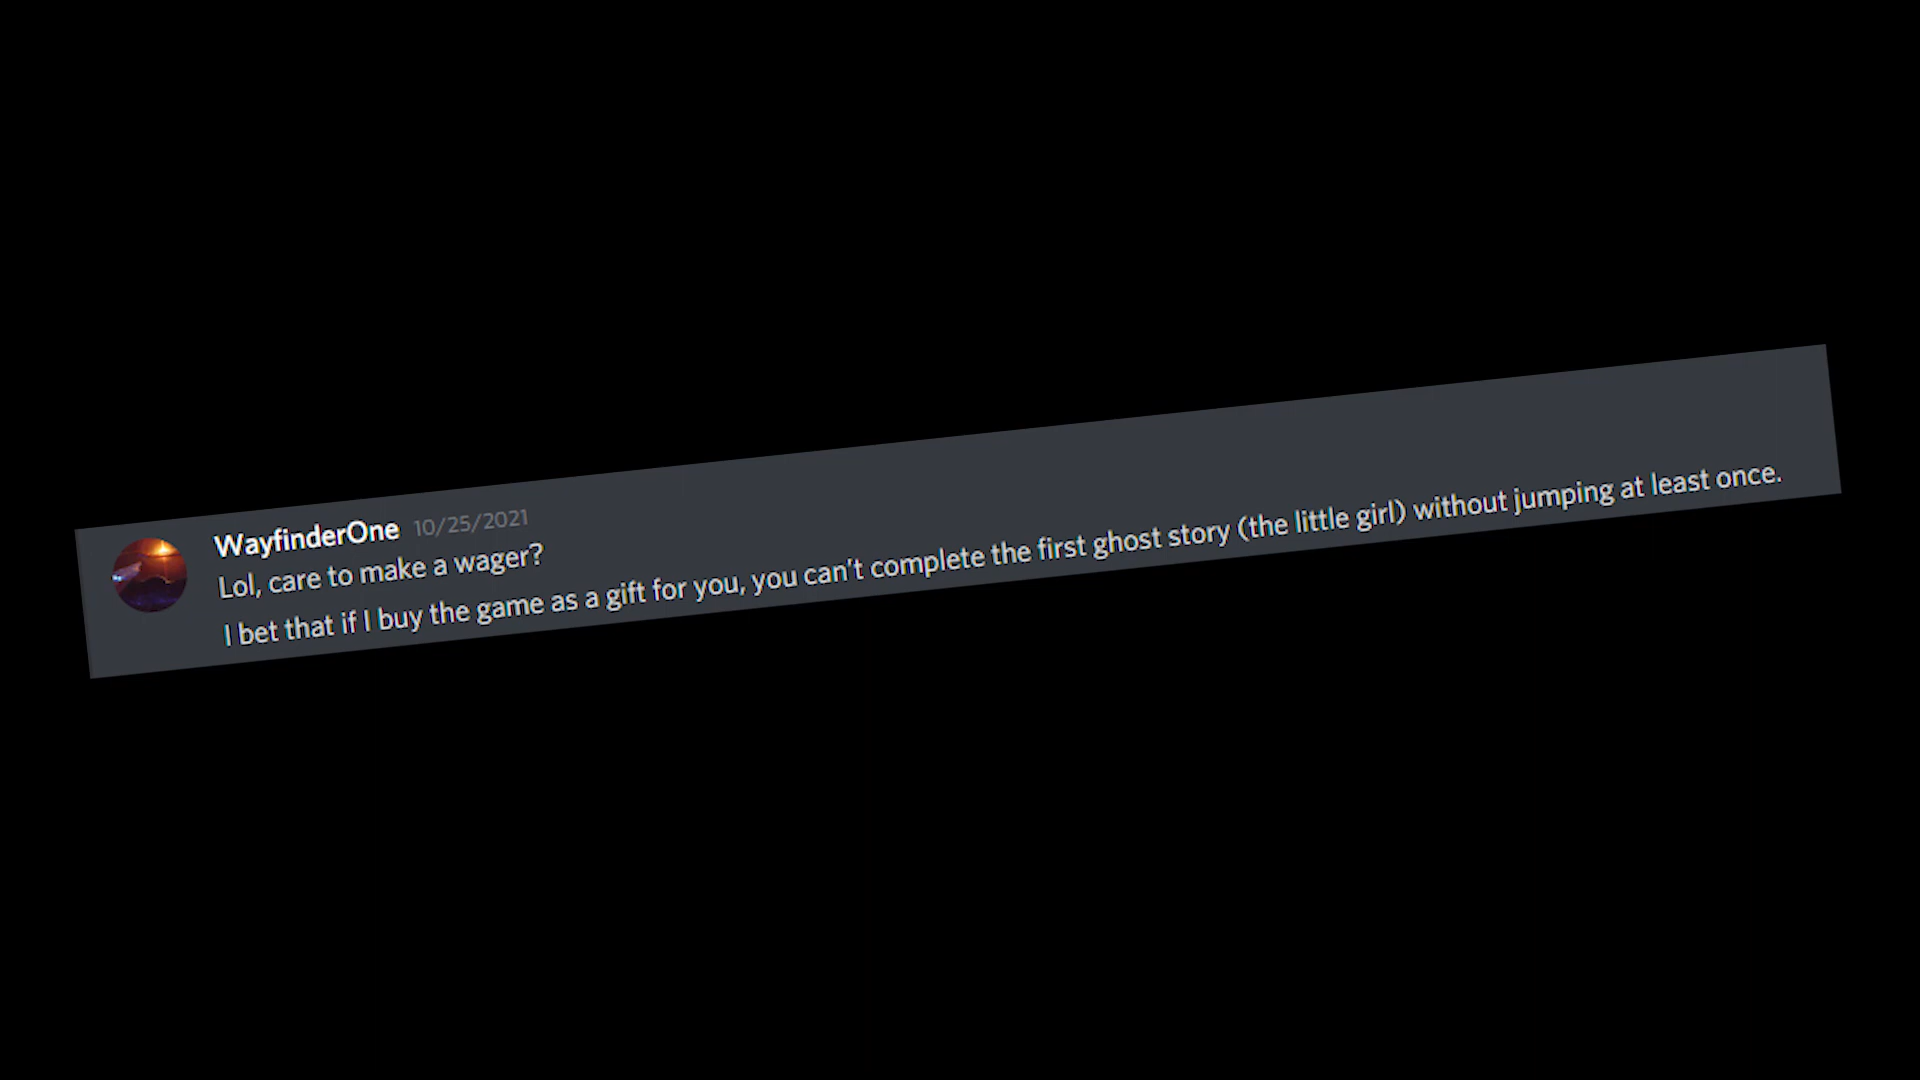 WayfinderOne 10/25/2021
Lol, care to make a wager?
I bet that if I buy the game as a gift for you, you can't complete the first ghost story (the little girl) without jumping at least once.